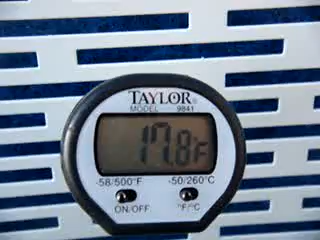 TAYLOR®
MODEL 9841
17.8F
-58/500°F -50/260°C
ON/OFF °F/°C